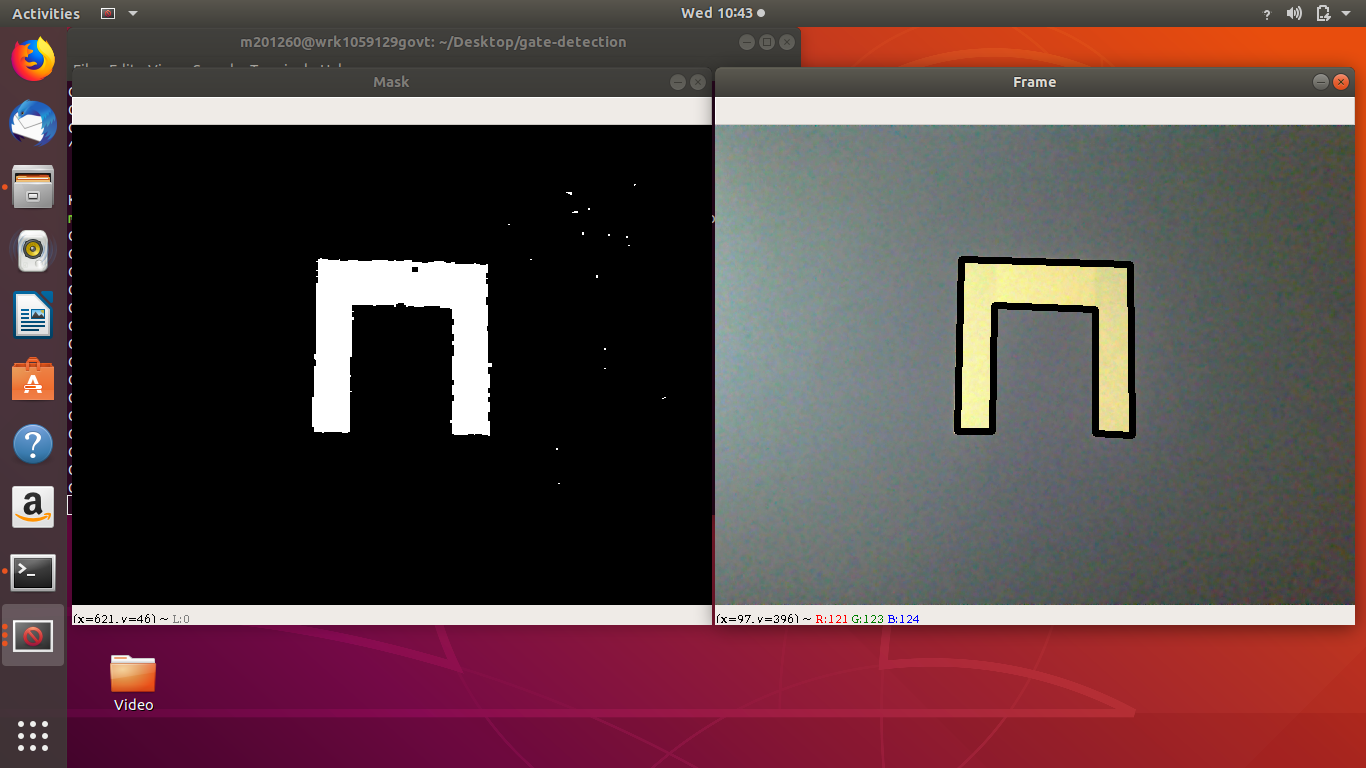 Activities
Wed 10:43
m201260@wrk1059129govt: ~/Desktop/gate-detection
Mask
Frame
(x=621, y=46) ~ L:0
(x=97, y=396) ~ R:121 G:123 B:124
Video